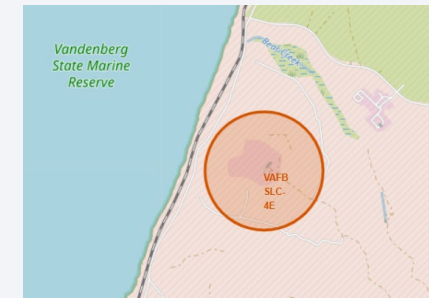 Vandenberg
State Marine
Reserve
Bear Creek
VAFB
SLC-
4E